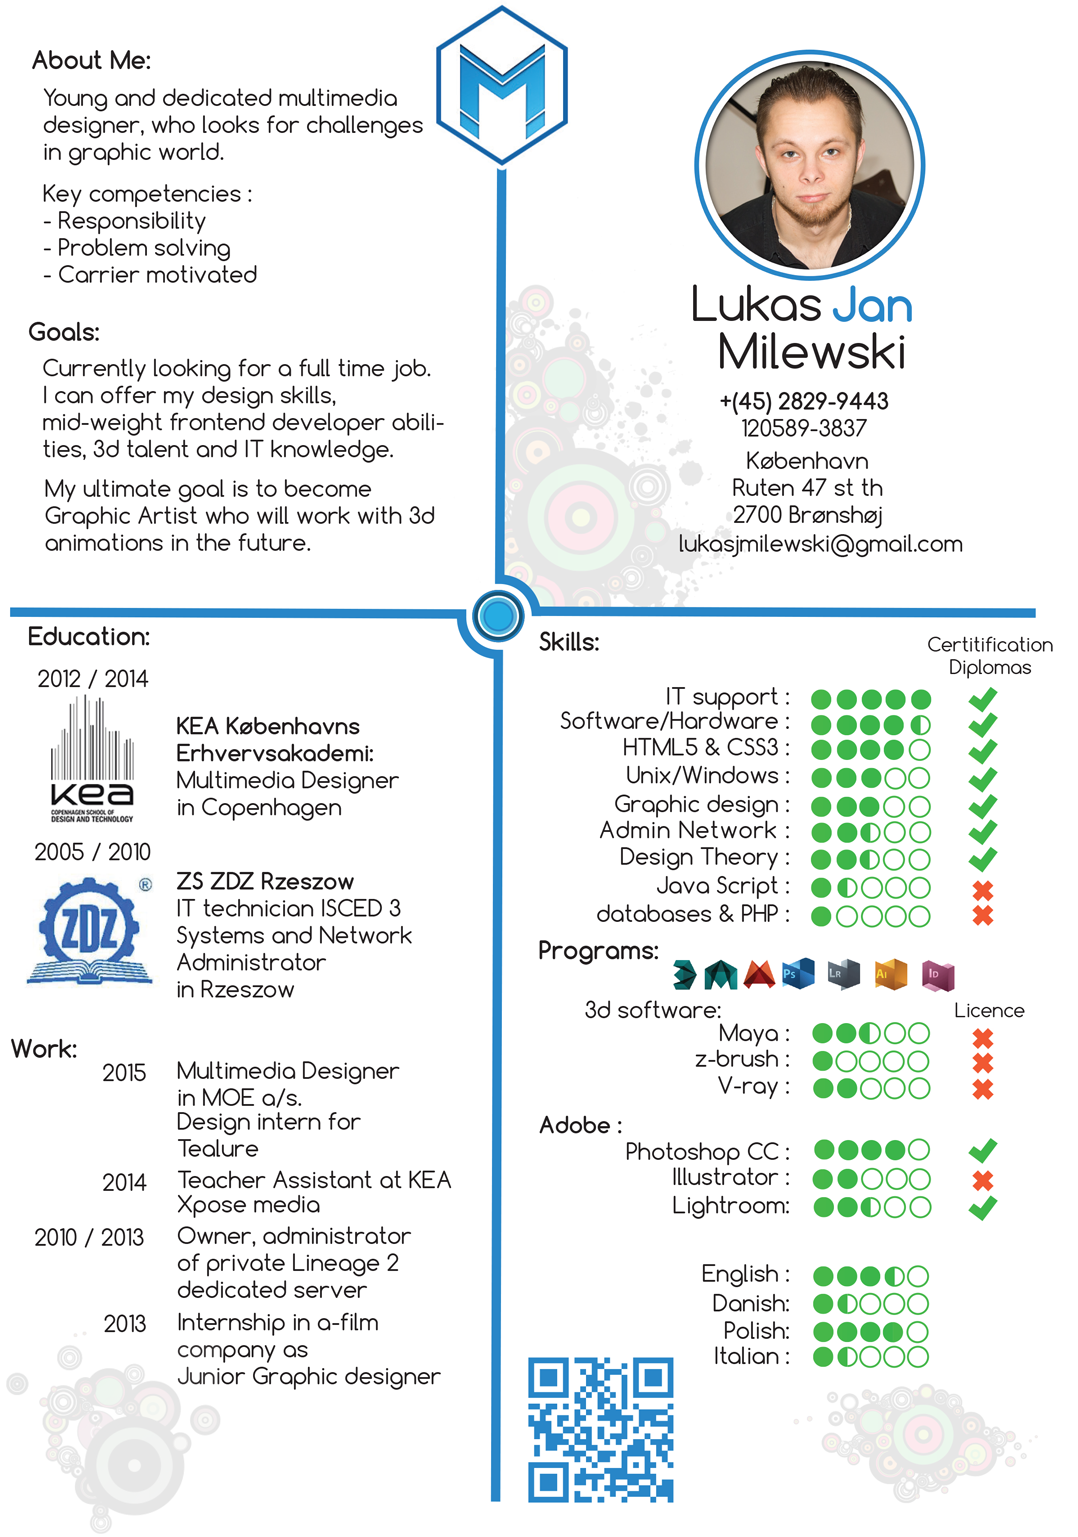 About Me:
Young and dedicated multimedia
designer, who looks for challenges
in graphic world.
Key competencies :
- Responsibility
- Problem solving
- Carrier motivated
Goals:
Currently looking for a full time job.
I can offer my design skills,
mid-weight frontend developer abili-
ties, 3d talent and IT knowledge.
My ultimate goal is to become
Graphic Artist who will work with 3d
animations in the future.
M
Lukas Jan
Milewski
+(45) 2829-9443
120589-3837
København
Ruten 47 st th
2700 Brønshøj
lukasjmilewski@gmail.com
Education:
2012 / 2014
kea
COPENHAGEN SCHOOL OF
DESIGN AND TECHNOLOGY
KEA Københavns
Erhvervsakademi:
Multimedia Designer
in Copenhagen
2005 / 2010
ZDZ ®
ZS ZDZ Rzeszow
IT technician ISCED 3
Systems and Network
Administrator
in Rzeszow
Work:
2015
Multimedia Designer
in MOE a/s.
Design intern for
Tealure
2014
Teacher Assistant at KEA
Xpose media
2010 / 2013
Owner, administrator
of private Lineage 2
dedicated server
2013
Internship in a-film
company as
Junior Graphic designer
Skills:
Certitification
Diplomas
IT support :
Software/Hardware :
HTML5 & CSS3 :
Unix/Windows :
Graphic design :
Admin Network :
Design Theory :
Java Script :
databases & PHP :
Programs:
Ps LR Ai ID
3d software:
Licence
Maya :
z-brush :
V-ray :
Adobe :
Photoshop CC :
Illustrator :
Lightroom:
English :
Danish:
Polish:
Italian :